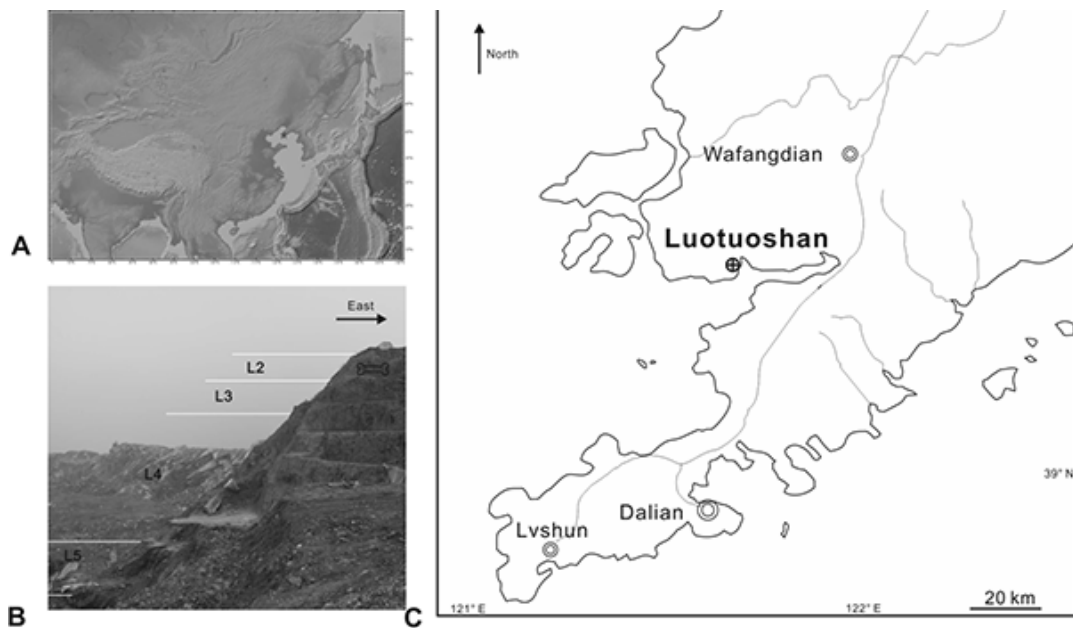 A
East
L2
L3
L4
L5
B
North
Wafangdian
Luotuoshan
39° N
Dalian
Lvshun
121° E
122° E
20 km
C